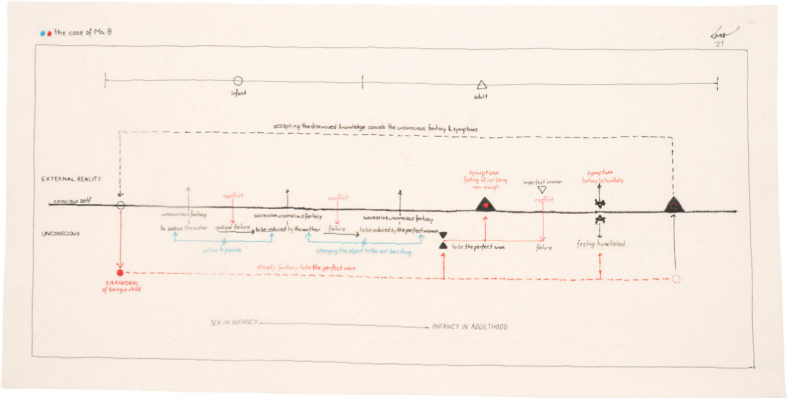 the case of Mr. B
'21
infant
adult
accepting the disavowed knowledge cancels the unconscious fantasy & symptoms
EXTERNAL REALITY
conscious self
UNCONSCIOUS
conflict
conflict
symptom
feeling of not being man enough
'imperfect' woman
conflict
symptom
fantasy to humiliate
unconscious fantasy
to seduce the mother
failure
successive unconscious fantasy
to be seduced by the mother
failure
successive unconscious fantasy
to be seduced by the perfect woman
active to passive
changing the object to the next best thing
to be the perfect man
failure
feeling humiliated
DISAVOWAL
of being a child
steady fantasy to be the perfect man
SEX IN INFANCY
INFANCY IN ADULTHOOD